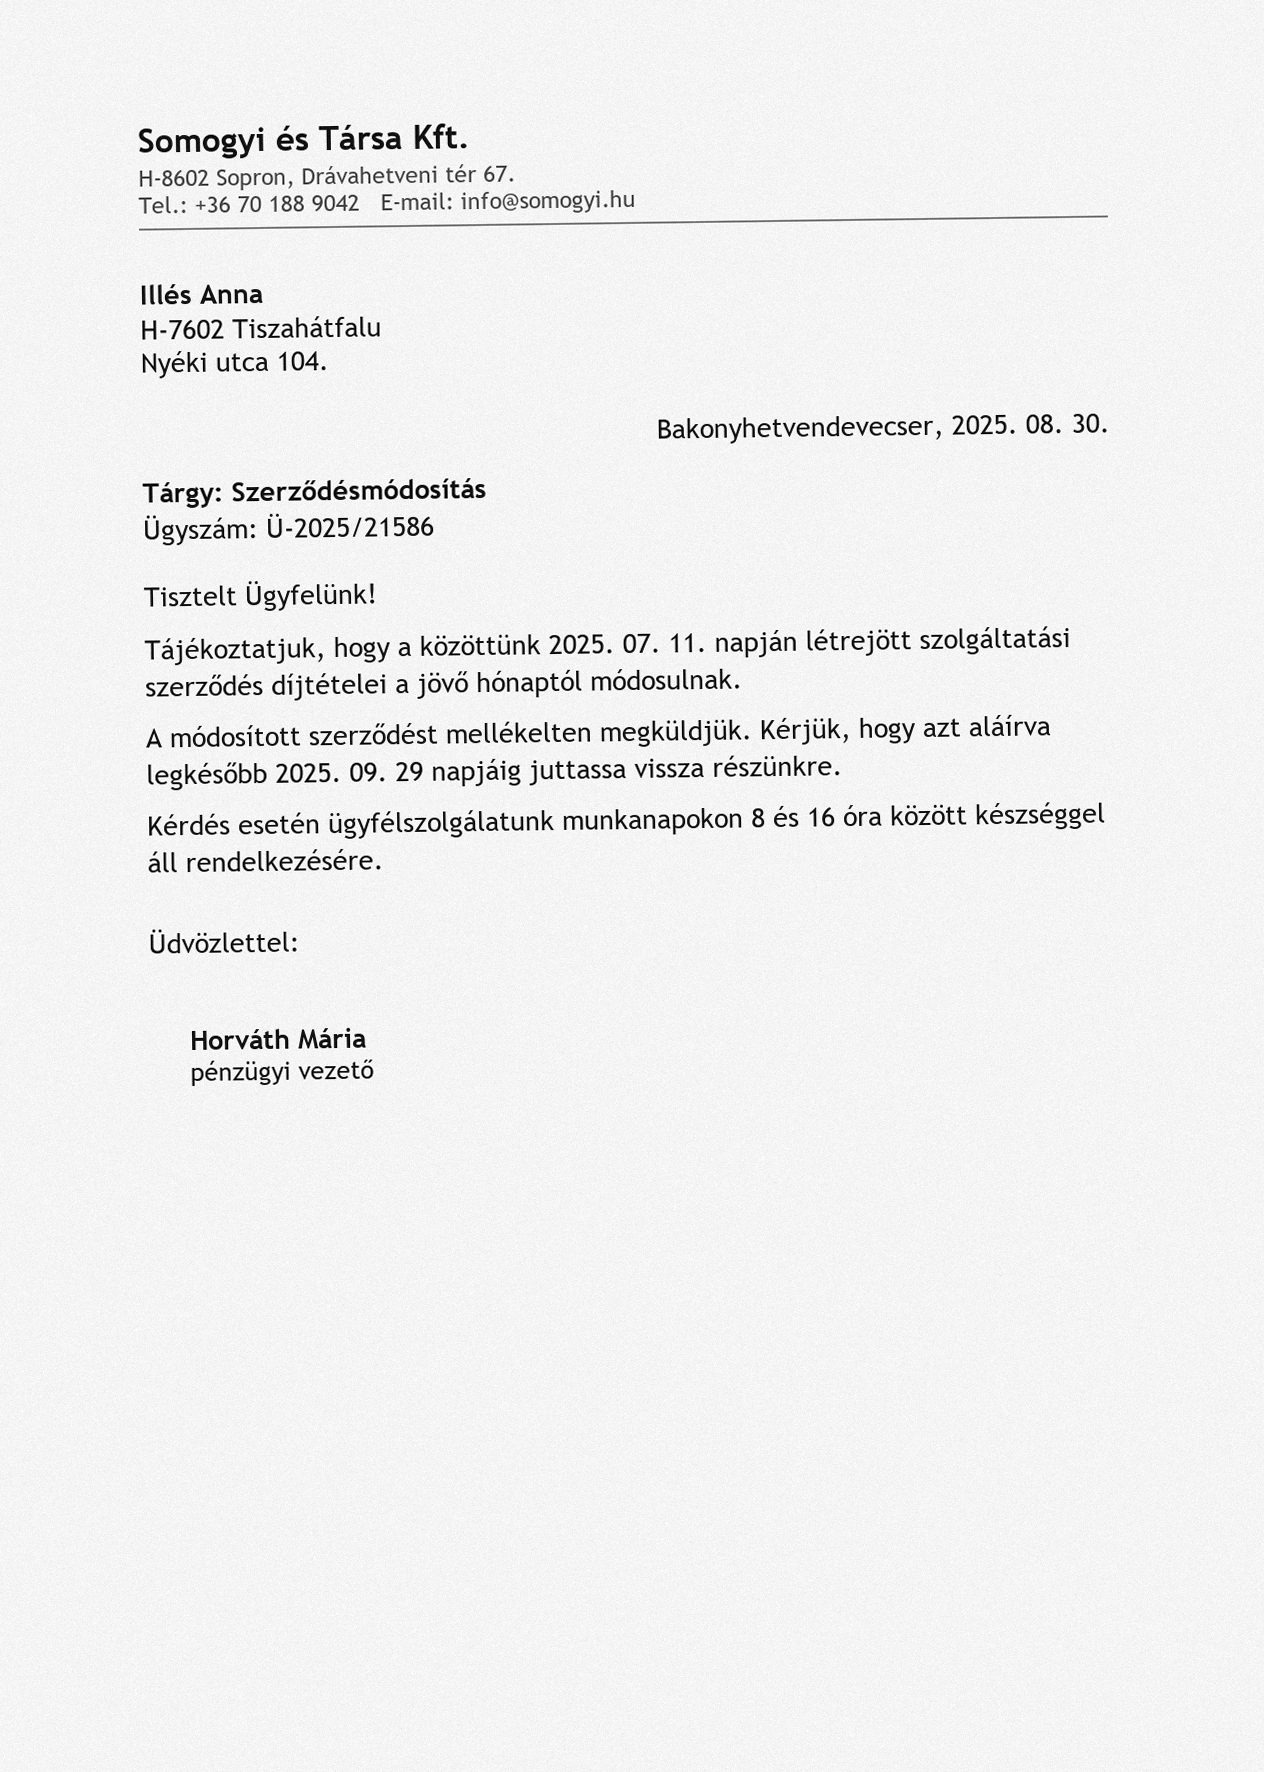 Somogyi és Társa Kft.
H-8602 Sopron, Drávahetveni tér 67.
Tel.: +36 70 188 9042 E-mail: info@somogyi.hu
Illés Anna
H-7602 Tiszahátfalu
Nyéki utca 104.
Bakonyhetvendevecser, 2025. 08. 30.
Tárgy: Szerződésmódosítás
Ügyszám: Ü-2025/21586
Tisztelt Ügyfelünk!
Tájékoztatjuk, hogy a közöttünk 2025. 07. 11. napján létrejött szolgáltatási
szerződés díjtételei a jövő hónaptól módosulnak.
A módosított szerződést mellékelten megküldjük. Kérjük, hogy azt aláírva
legkésőbb 2025. 09. 29 napjáig juttassa vissza részünkre.
Kérdés esetén ügyfélszolgálatunk munkanapokon 8 és 16 óra között készséggel
áll rendelkezésére.
Üdvözlettel:
Horváth Mária
pénzügyi vezető